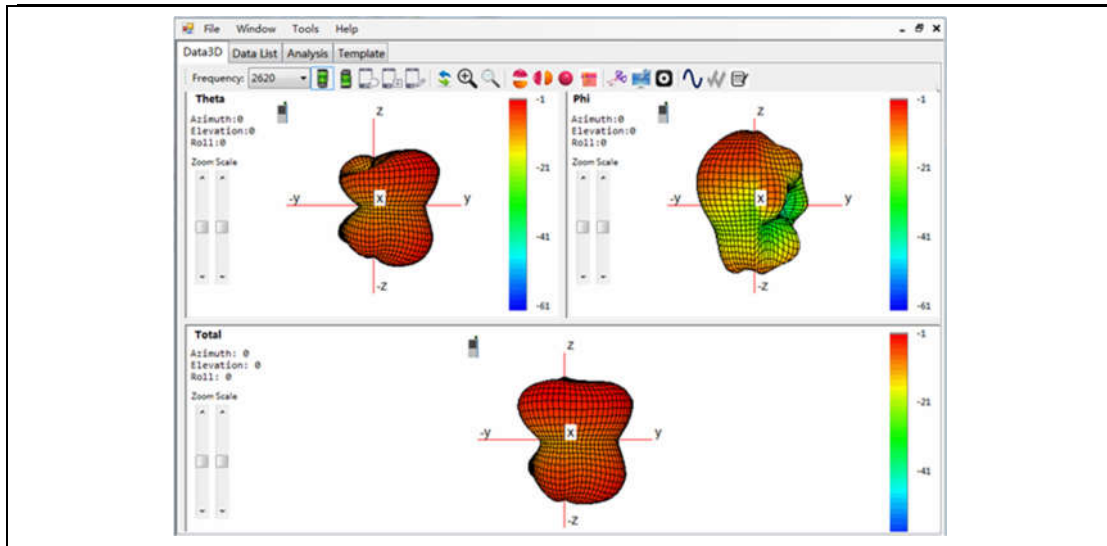 File Window Tools Help
Data3D Data List Analysis Template
Frequency: 2620
Theta
Azimuth:0
Elevation:0
Roll:0
Zoom Scale
z
-y
x
y
-z
-1
-21
-41
-61
Phi
Azimuth:0
Elevation:0
Roll:0
Zoom Scale
z
-y
x
y
-z
-1
-21
-41
-61
Total
Azimuth: 0
Elevation: 0
Roll: 0
Zoom Scale
z
-y
x
y
-z
-1
-21
-41